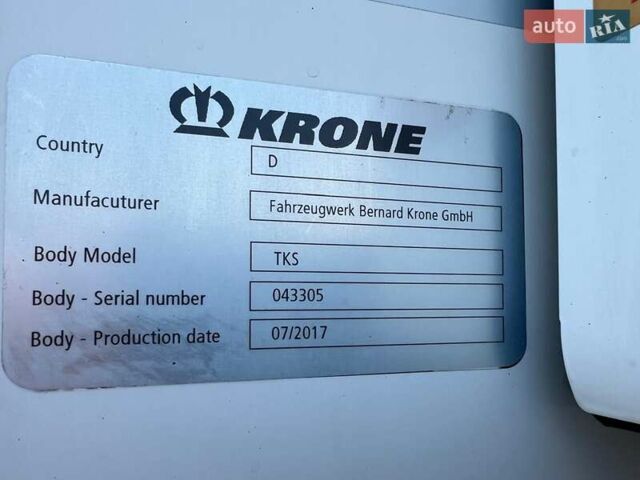 auto RIA.com
KRONE
Country D
Manufacuturer Fahrzeugwerk Bernard Krone GmbH
Body Model TKS
Body - Serial number 043305
Body - Production date 07/2017